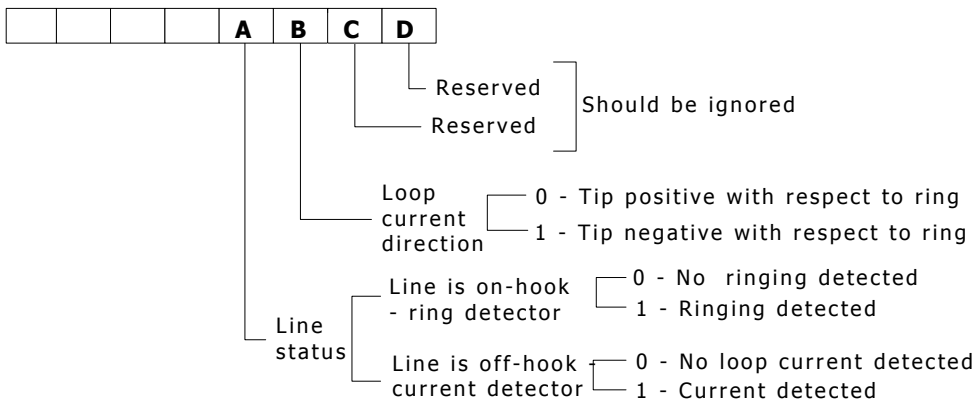 A B C D
Reserved
Should be ignored
Reserved
Loop
current
direction
0 - Tip positive with respect to ring
1 - Tip negative with respect to ring
Line
status
Line is on-hook
- ring detector
0 - No ringing detected
1 - Ringing detected
Line is off-hook -
current detector
0 - No loop current detected
1 - Current detected